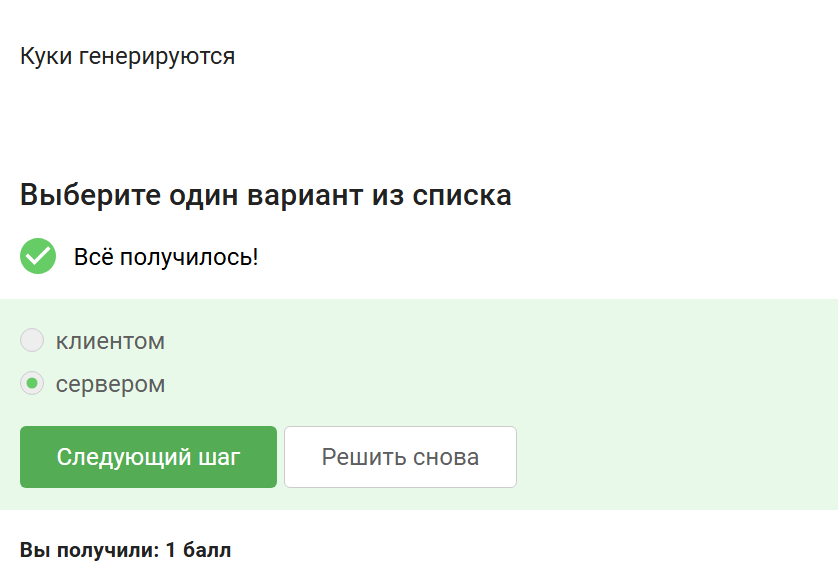 Куки генерируются
Выберите один вариант из списка
Всё получилось!
клиентом
сервером
Следующий шаг
Решить снова
Вы получили: 1 балл